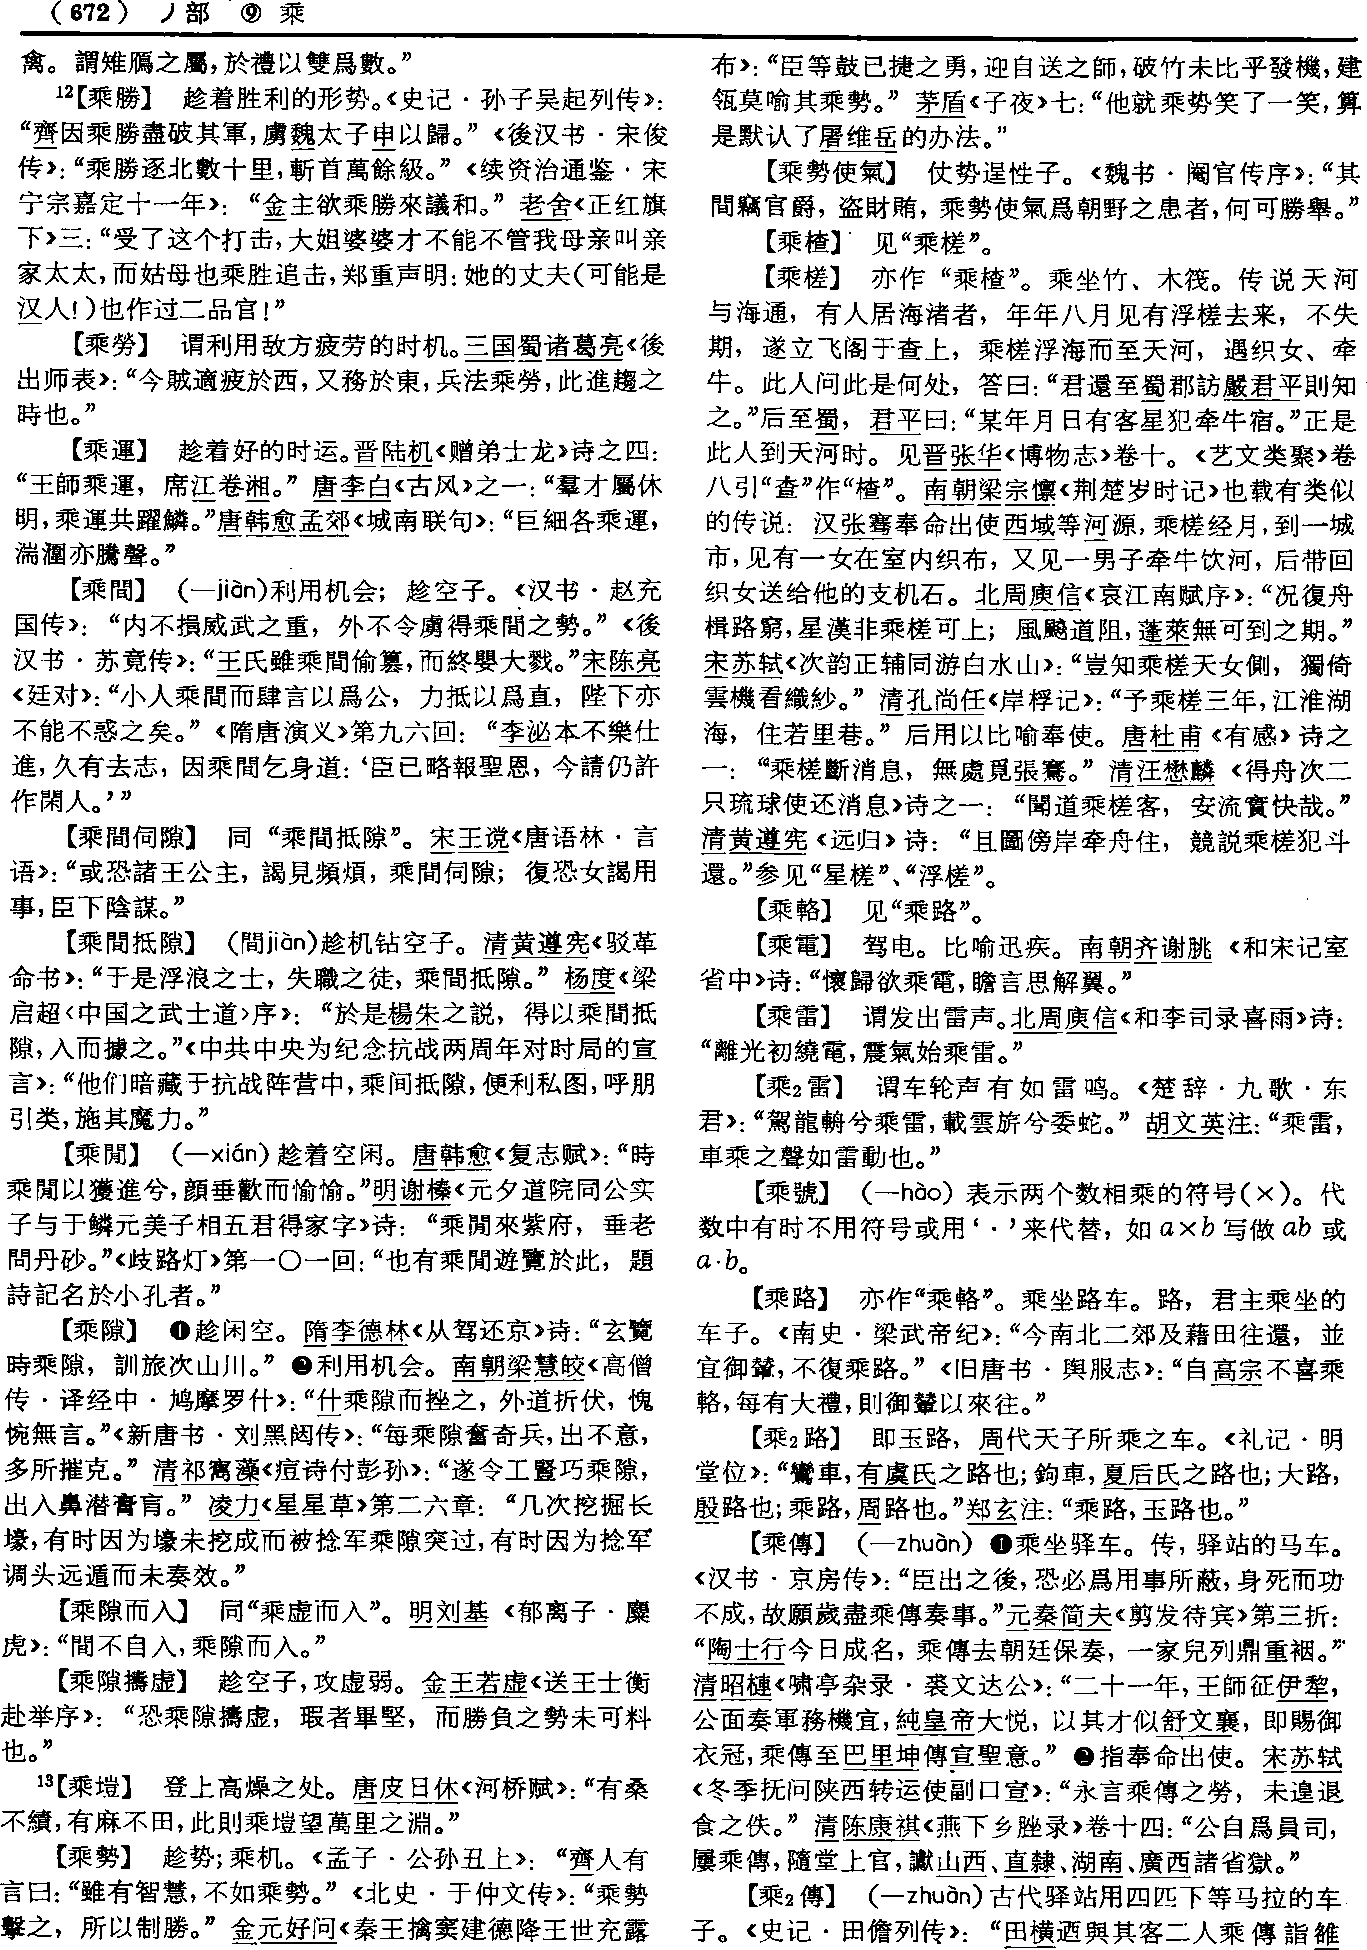 （672） 丿部 ⑨ 乘
禽。謂雉鴈之屬，於禮以雙爲數。”
12【乘勝】 趁着胜利的形势。《史记·孙子吴起列传》：
“齊因乘勝盡破其軍，虜魏太子申以歸。”《後汉书·宋俊
传》：“乘勝逐北數十里，斬首萬餘級。”《续资治通鉴·宋
宁宗嘉定十一年》：“金主欲乘勝來議和。” 老舍《正红旗
下》三：“受了这个打击，大姐婆婆才不能不管我母亲叫亲
家太太，而姑母也乘胜追击，郑重声明：她的丈夫（可能是
汉人！）也作过二品官！”
【乘勞】 谓利用敌方疲劳的时机。三国蜀诸葛亮《後
出师表》：“今賊適疲於西，又務於東，兵法乘勞，此進趨之
時也。”
【乘運】 趁着好的时运。晋陆机《赠弟士龙》诗之四：
“王師乘運，席江卷湘。” 唐李白《古风》之一：“羣才屬休
明，乘運共躍鱗。”唐韩愈孟郊《城南联句》：“巨細各乘運，
湍潿亦騰聲。”
【乘間】 （—jiàn）利用机会；趁空子。《汉书·赵充
国传》：“内不損威武之重，外不令虜得乘間之勢。”《後
汉书·苏竟传》：“王氏雖乘間偷篡，而終嬰大戮。”宋陈亮
《廷对》：“小人乘間而肆言以爲公，力抵以爲直，陛下亦
不能不惑之矣。”《隋唐演义》第九六回：“李泌本不樂仕
進，久有去志，因乘間乞身道：‘臣已略報聖恩，今請仍許
作閑人。’”
【乘間伺隙】 同“乘間抵隙”。宋王谠《唐语林·言
语》：“或恐諸王公主，謁見頻煩，乘間伺隙；復恐女謁用
事，臣下陰謀。”
【乘間抵隙】 （間jiàn）趁机钻空子。清黄遵宪《驳革
命书》：“于是浮浪之士，失職之徒，乘間抵隙。” 杨度《梁
启超〈中国之武士道〉序》：“於是楊朱之説，得以乘間抵
隙，入而據之。”《中共中央为纪念抗战两周年对时局的宣
言》：“他们暗藏于抗战阵营中，乘间抵隙，便利私图，呼朋
引类，施其魔力。”
【乘閒】 （—xián）趁着空闲。唐韩愈《复志赋》：“時
乘閒以獲進兮，顔垂歡而愉愉。”明谢榛《元夕道院同公实
子与于鳞元美子相五君得家字》诗：“乘閒來紫府，垂老
問丹砂。”《歧路灯》第一〇一回：“也有乘閒遊覽於此，題
詩記名於小孔者。”
【乘隙】 ❶趁闲空。隋李德林《从驾还京》诗：“玄覽
時乘隙，訓旅次山川。”❷利用机会。南朝梁慧皎《高僧
传·译经中·鸠摩罗什》：“什乘隙而挫之，外道折伏，愧
惋無言。”《新唐书·刘黑闼传》：“每乘隙奮奇兵，出不意，
多所摧克。” 清祁寯藻《痘诗付彭孙》：“遂令工豎巧乘隙，
出入鼻潜膏肓。” 凌力《星星草》第二六章：“几次挖掘长
壕，有时因为壕未挖成而被捻军乘隙突过，有时因为捻军
调头远遁而未奏效。”
【乘隙而入】 同“乘虚而入”。明刘基《郁离子·麋
虎》：“間不自入，乘隙而入。”
【乘隙擣虚】 趁空子，攻虚弱。金王若虚《送王士衡
赴举序》：“恐乘隙擣虚，瑕者畢堅，而勝負之勢未可料
也。”
13【乘塏】 登上高燥之处。唐皮日休《河桥赋》：“有桑
不績，有麻不田，此則乘塏望萬里之淵。”
【乘勢】 趁势；乘机。《孟子·公孙丑上》：“齊人有
言曰：“雖有智慧，不如乘勢。”《北史·于仲文传》：“乘勢
擊之，所以制勝。” 金元好问《秦王擒窦建德降王世充露
布》：“臣等鼓已捷之勇，迎自送之師，破竹未比乎發機，建
瓴莫喻其乘勢。” 茅盾《子夜》七：“他就乘势笑了一笑，算
是默认了屠维岳的办法。”
【乘勢使氣】 仗势逞性子。《魏书·阉官传序》：“其
間竊官爵，盗財賄，乘勢使氣爲朝野之患者，何可勝舉。”
【乘楂】 见“乘槎”。
【乘槎】 亦作“乘楂”。乘坐竹、木筏。传说天河
与海通，有人居海渚者，年年八月见有浮槎去来，不失
期，遂立飞阁于查上，乘槎浮海而至天河，遇织女、牵
牛。此人问此是何处，答曰：“君還至蜀郡訪嚴君平則知
之。”后至蜀，君平曰：“某年月日有客星犯牵牛宿。”正是
此人到天河时。见晋张华《博物志》卷十。《艺文类聚》卷
八引“查”作“楂”。南朝梁宗懔《荆楚岁时记》也载有类似
的传说：汉张骞奉命出使西域等河源，乘槎经月，到一城
市，见有一女在室内织布，又见一男子牵牛饮河，后带回
织女送给他的支机石。北周庾信《哀江南赋序》：“况復舟
楫路窮，星漢非乘槎可上；風飈道阻，蓬萊無可到之期。”
宋苏轼《次韵正辅同游白水山》：“豈知乘槎天女側，獨倚
雲機看織紗。” 清孔尚任《岸桴记》：“予乘槎三年，江淮湖
海，住若里巷。” 后用以比喻奉使。唐杜甫《有感》诗之
一：“乘槎斷消息，無處覓張騫。” 清汪懋麟《得舟次二
只琉球使还消息》诗之一：“聞道乘槎客，安流實快哉。”
清黄遵宪《远归》诗：“且圖傍岸牵舟住，競説乘槎犯斗
還。”参见“星槎”、“浮槎”。
【乘輅】 见“乘路”。
【乘電】 驾电。比喻迅疾。南朝齐谢朓《和宋记室
省中》诗：“懷歸欲乘電，瞻言思解翼。”
【乘雷】 谓发出雷声。北周庾信《和李司录喜雨》诗：
“離光初繞電，震氣始乘雷。”
【乘2雷】 谓车轮声有如雷鸣。《楚辞·九歌·东
君》：“駕龍輈兮乘雷，載雲旂兮委蛇。” 胡文英注：“乘雷，
車乘之聲如雷動也。”
【乘號】 （—hào）表示两个数相乘的符号（×）。代
数中有时不用符号或用‘·’来代替，如 a×b 写做 ab 或
a·b。
【乘路】 亦作“乘輅”。乘坐路车。路，君主乘坐的
车子。《南史·梁武帝纪》：“今南北二郊及藉田往還，並
宜御輦，不復乘路。”《旧唐书·舆服志》：“自高宗不喜乘
輅，每有大禮，則御輦以來往。”
【乘2路】 即玉路，周代天子所乘之车。《礼记·明
堂位》：“鸞車，有虞氏之路也；鉤車，夏后氏之路也；大路，
殷路也；乘路，周路也。”郑玄注：“乘路，玉路也。”
【乘傳】 （—zhuàn）❶乘坐驿车。传，驿站的马车。
《汉书·京房传》：“臣出之後，恐必爲用事所蔽，身死而功
不成，故願歲盡乘傳奏事。”元秦简夫《剪发待宾》第三折：
“陶士行今日成名，乘傳去朝廷保奏，一家兒列鼎重裀。”
清昭槤《啸亭杂录·裘文达公》：“二十一年，王師征伊犁，
公面奏軍務機宜，純皇帝大悦，以其才似舒文襄，即賜御
衣冠，乘傳至巴里坤傳宣聖意。”❷指奉命出使。宋苏轼
《冬季抚问陕西转运使副口宣》：“永言乘傳之勞，未遑退
食之佚。” 清陈康祺《燕下乡脞录》卷十四：“公自爲員司，
屢乘傳，隨堂上官，讞山西、直隸、湖南、廣西諸省獄。”
【乘2傳】 （—zhuàn）古代驿站用四匹下等马拉的车
子。《史记·田儋列传》：“田横迺與其客二人乘傳詣雒